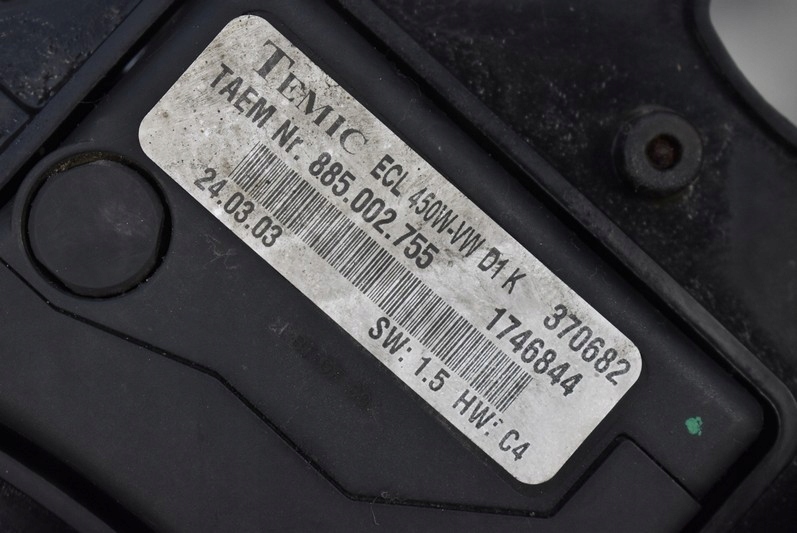 TEMIC ECL 450W-VW D1 K 370682
TAEM Nr. 885.002.755 1746844
24.03.03 SW: 1.5 HW: C4